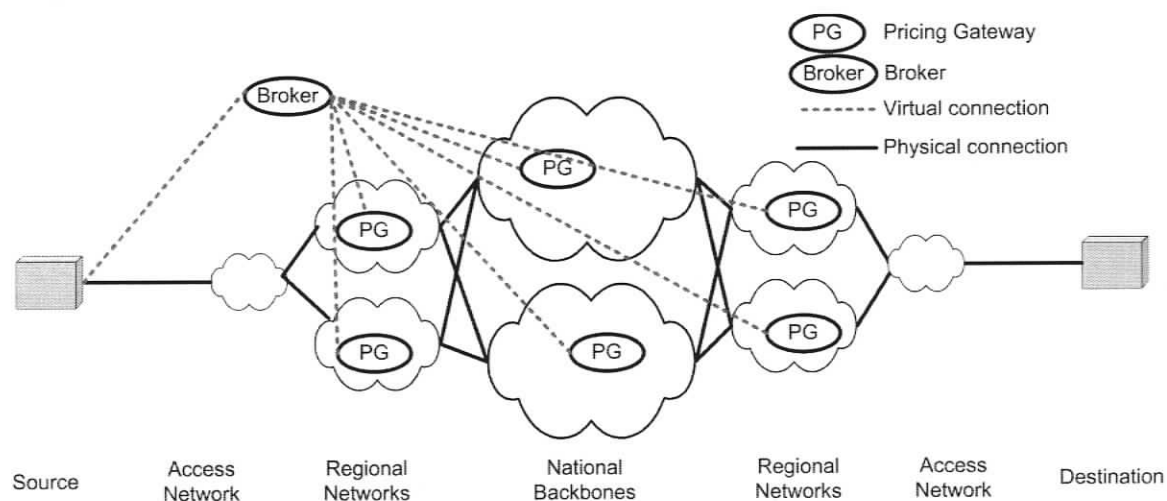 PG Pricing Gateway
Broker Broker
Virtual connection
Physical connection
Broker
PG
PG
PG
PG
PG
PG
Source
Access Network
Regional Networks
National Backbones
Regional Networks
Access Network
Destination